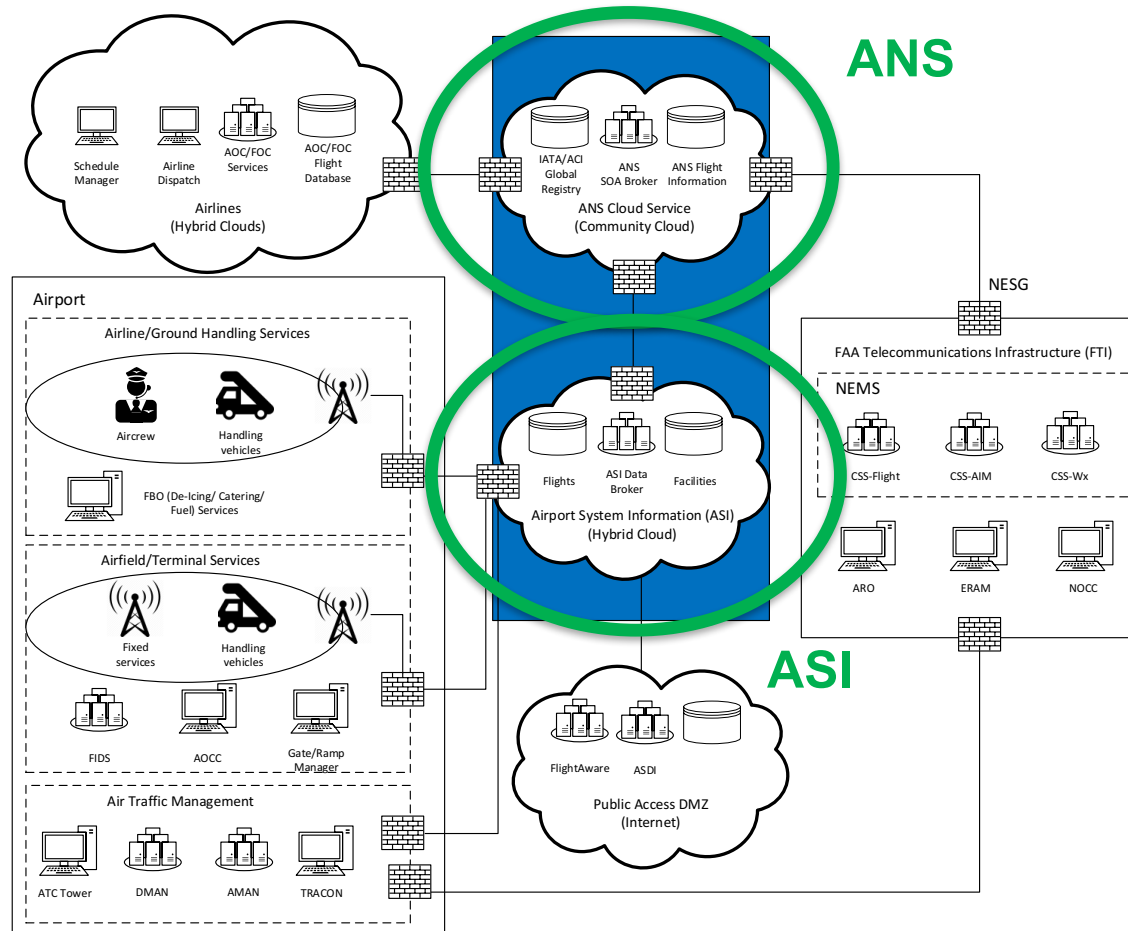 ANS
Schedule
Manager
Airline
Dispatch
AOC/FOC
Services
AOC/FOC
Flight
Database
Airlines
(Hybrid Clouds)
IATA/ACI
Global
Registry
ANS
SOA Broker
ANS Flight
Information
ANS Cloud Service
(Community Cloud)
NESG
Airport
Airline/Ground Handling Services
Aircrew
Handling
vehicles
FBO (De-Icing/ Catering/
Fuel) Services
Flights
ASI Data
Broker
Facilities
Airport System Information (ASI)
(Hybrid Cloud)
FAA Telecommunications Infrastructure (FTI)
NEMS
CSS-Flight
CSS-AIM
CSS-Wx
ARO
ERAM
NOCC
Airfield/Terminal Services
Fixed
services
Handling
vehicles
FIDS
AOCC
Gate/Ramp
Manager
ASI
FlightAware
ASDI
Public Access DMZ
(Internet)
Air Traffic Management
ATC Tower
DMAN
AMAN
TRACON